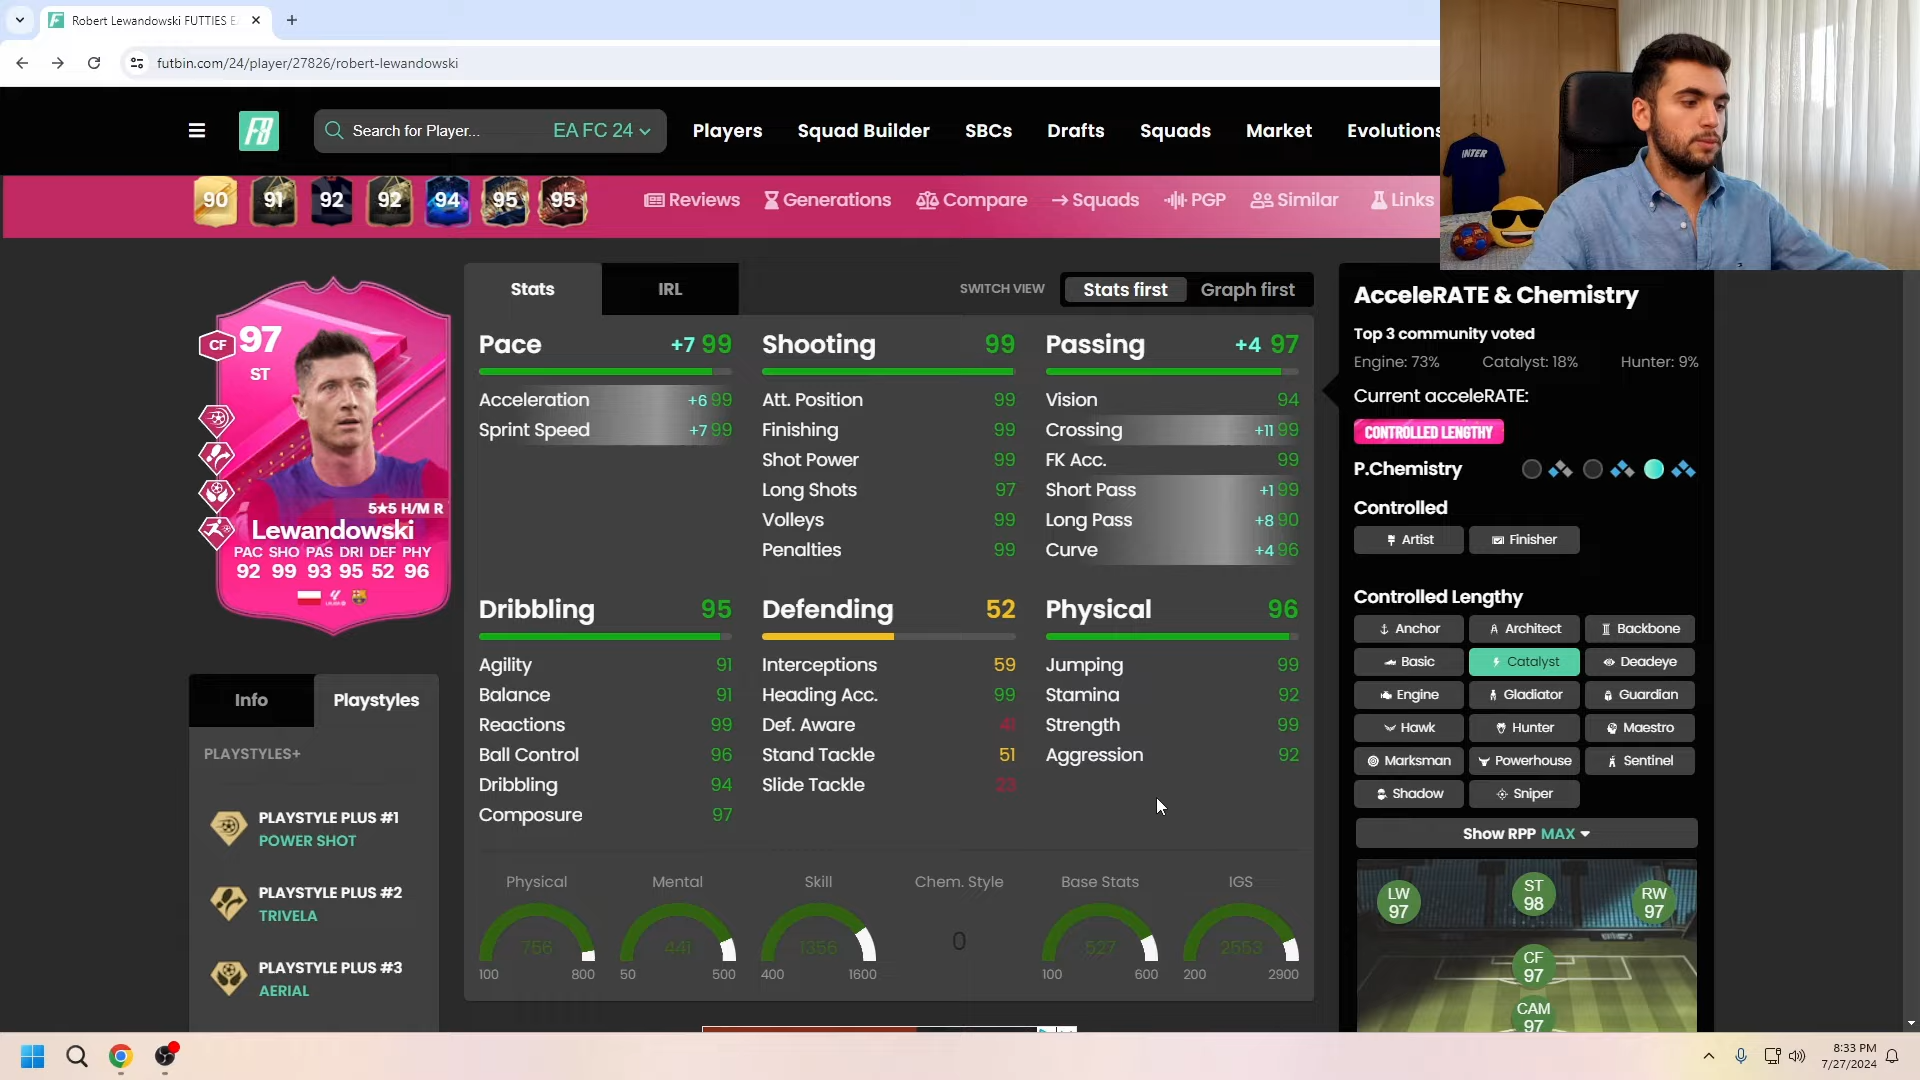 Robert Lewandowski FUTTIES E
futbin.com/24/player/27826/robert-lewandowski
Search for Player...
EA FC 24
Players
Squad Builder
SBCs
Drafts
Squads
Market
Evolutions
INTER
90
91
92
92
94
95
95
Reviews
Generations
Compare
Squads
PGP
Similar
Links
97
CF
ST
5★5 H/M R
Lewandowski
PAC SHO PAS DRI DEF PHY
92 99 93 95 52 96
Info
Playstyles
PLAYSTYLES+
PLAYSTYLE PLUS #1
POWER SHOT
PLAYSTYLE PLUS #2
TRIVELA
PLAYSTYLE PLUS #3
AERIAL
Stats
IRL
SWITCH VIEW
Stats first
Graph first
Pace +7 99
Acceleration +6 99
Sprint Speed +7 99
Shooting 99
Att. Position 99
Finishing 99
Shot Power 99
Long Shots 97
Volleys 99
Penalties 99
Passing +4 97
Vision 94
Crossing +11 99
FK Acc. 99
Short Pass +1 99
Long Pass +8 90
Curve +4 96
Dribbling 95
Agility 91
Balance 91
Reactions 99
Ball Control 96
Dribbling 94
Composure 97
Defending 52
Interceptions 59
Heading Acc. 99
Def. Aware 41
Stand Tackle 51
Slide Tackle 23
Physical 96
Jumping 99
Stamina 92
Strength 99
Aggression 92
Physical
756
100 800
Mental
441
50 500
Skill
1356
400 1600
Chem. Style
0
Base Stats
527
100 600
IGS
2553
200 2900
AcceleRATE & Chemistry
Top 3 community voted
Engine: 73% Catalyst: 18% Hunter: 9%
Current acceleRATE:
CONTROLLED LENGTHY
P.Chemistry
Controlled
Artist Finisher
Controlled Lengthy
Anchor Architect Backbone
Basic Catalyst Deadeye
Engine Gladiator Guardian
Hawk Hunter Maestro
Marksman Powerhouse Sentinel
Shadow Sniper
Show RPP MAX
LW
97
ST
98
RW
97
CF
97
CAM
97
8:33 PM
7/27/2024